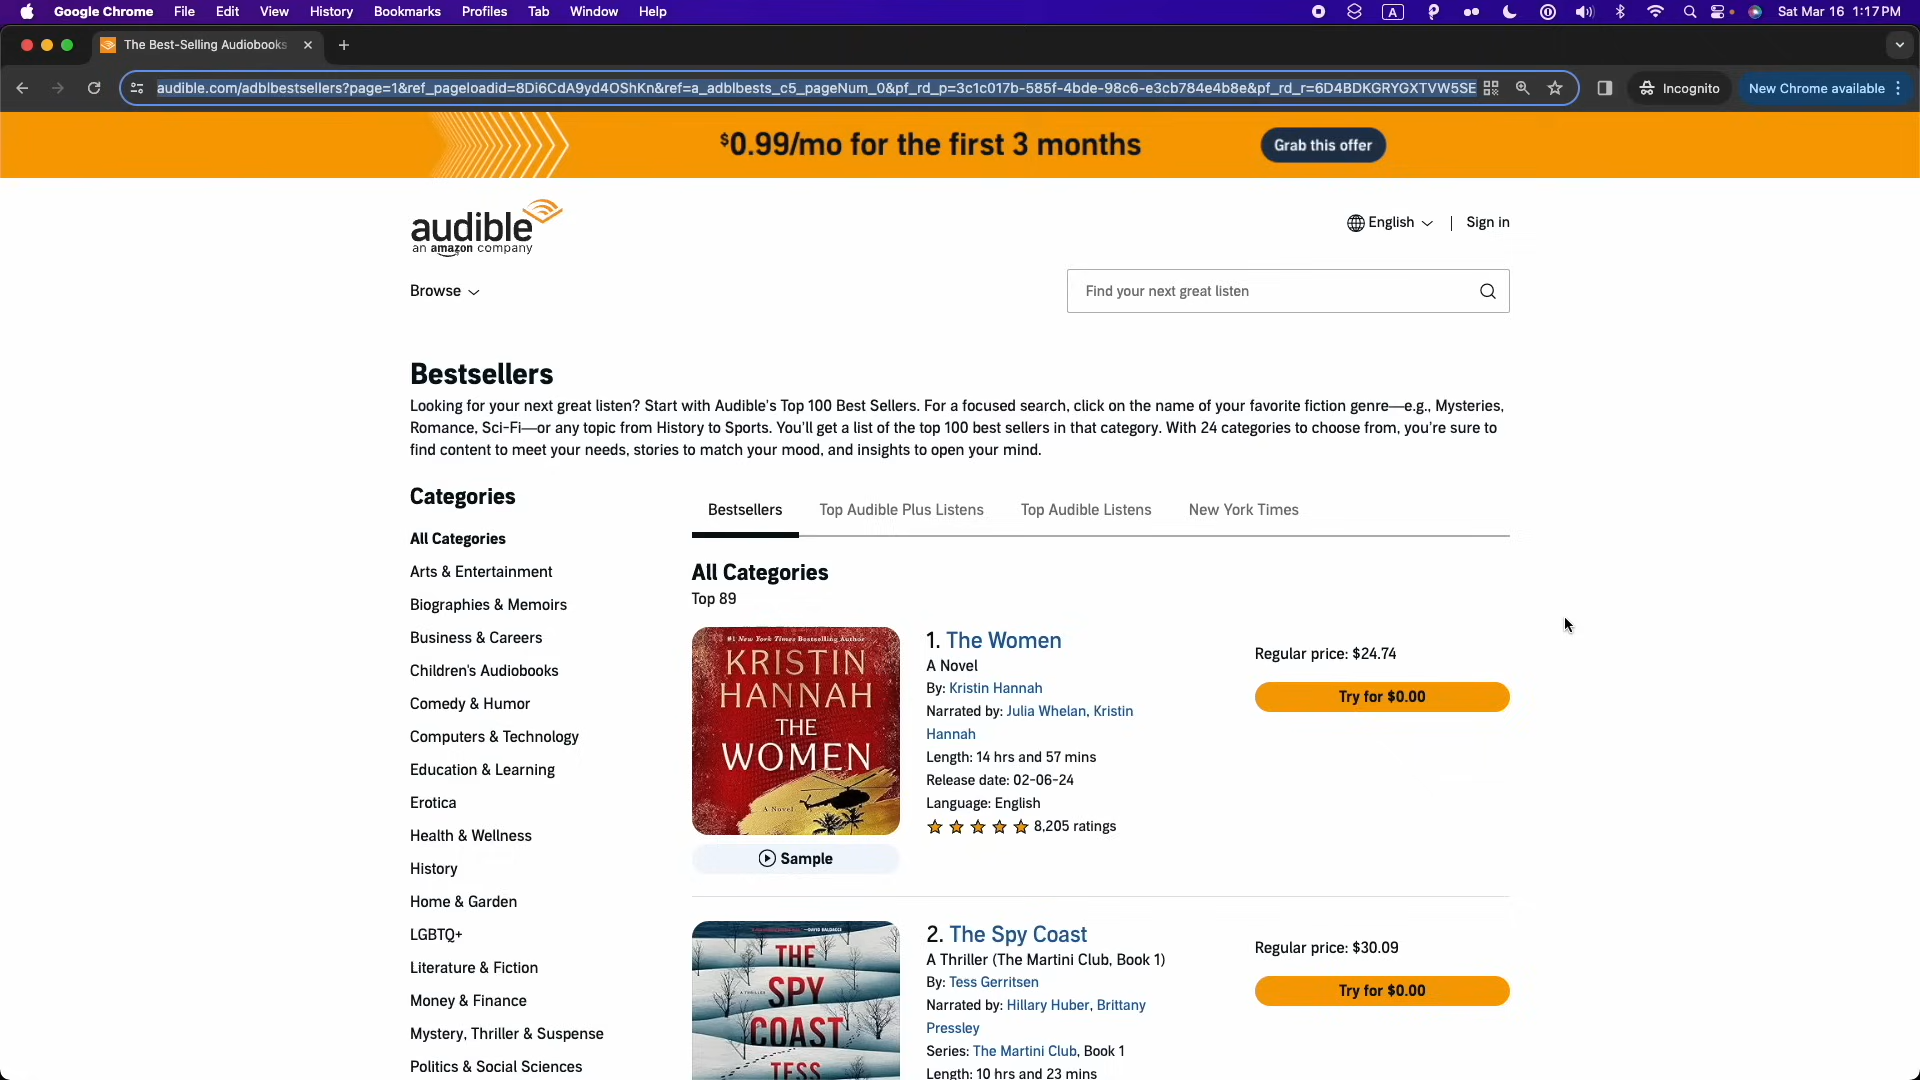 Google Chrome File Edit View History Bookmarks Profiles Tab Window Help
A Sat Mar 16 1:17 PM
The Best-Selling Audiobooks
audible.com/adblbestsellers?page=1&ref_pageloadid=8Di6CdA9yd4OShKn&ref=a_adblbests_c5_pageNum_0&pf_rd_p=3c1c017b-585f-4bde-98c6-e3cb784e4b8e&pf_rd_r=6D4BDKGRYGXTVW5SE
Incognito
New Chrome available
$0.99/mo for the first 3 months
Grab this offer
audible
an amazon company
English | Sign in
Browse
Find your next great listen
Bestsellers
Looking for your next great listen? Start with Audible's Top 100 Best Sellers. For a focused search, click on the name of your favorite fiction genre—e.g., Mysteries,
Romance, Sci-Fi—or any topic from History to Sports. You'll get a list of the top 100 best sellers in that category. With 24 categories to choose from, you're sure to
find content to meet your needs, stories to match your mood, and insights to open your mind.
Categories
All Categories
Arts & Entertainment
Biographies & Memoirs
Business & Careers
Children's Audiobooks
Comedy & Humor
Computers & Technology
Education & Learning
Erotica
Health & Wellness
History
Home & Garden
LGBTQ+
Literature & Fiction
Money & Finance
Mystery, Thriller & Suspense
Politics & Social Sciences
Bestsellers
Top Audible Plus Listens
Top Audible Listens
New York Times
All Categories
Top 89
#1 New York Times Bestselling Author
KRISTIN
HANNAH
THE
WOMEN
A Novel
Sample
1. The Women
A Novel
By: Kristin Hannah
Narrated by: Julia Whelan, Kristin
Hannah
Length: 14 hrs and 57 mins
Release date: 02-06-24
Language: English
8,205 ratings
Regular price: $24.74
Try for $0.00
—DAVID BALDACCI
THE
A THRILLER
SPY
COAST
TESS
2. The Spy Coast
A Thriller (The Martini Club, Book 1)
By: Tess Gerritsen
Narrated by: Hillary Huber, Brittany
Pressley
Series: The Martini Club, Book 1
Length: 10 hrs and 23 mins
Regular price: $30.09
Try for $0.00